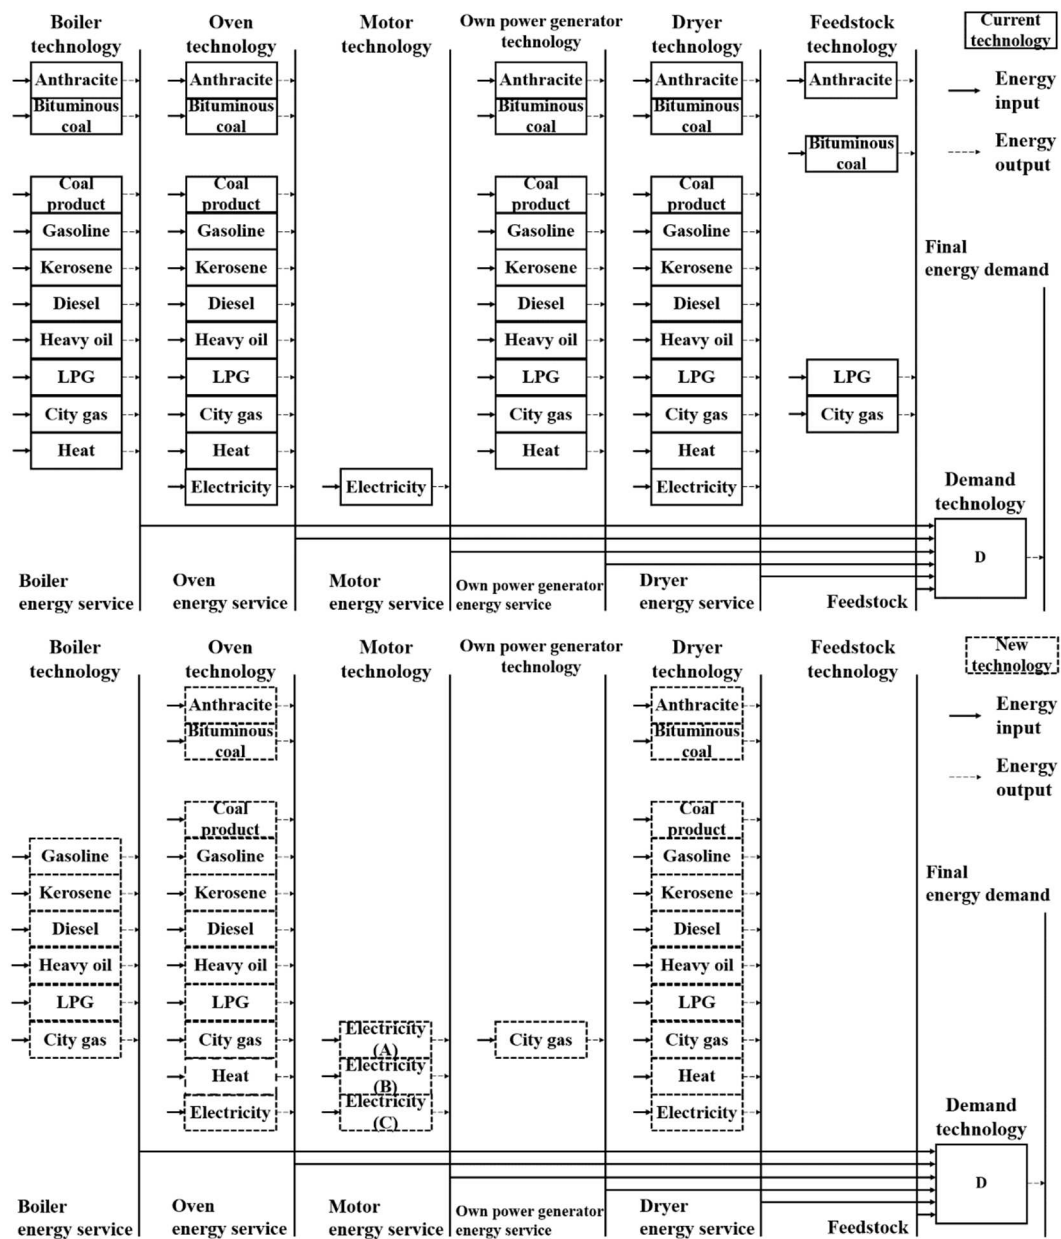 Boiler
technology
Oven
technology
Motor
technology
Own power generator
technology
Dryer
technology
Feedstock
technology
Current
technology
Anthracite
Anthracite
Anthracite
Anthracite
Anthracite
Energy
input
Bituminous
coal
Bituminous
coal
Bituminous
coal
Bituminous
coal
Bituminous
coal
Energy
output
Coal
product
Coal
product
Coal
product
Coal
product
Gasoline
Gasoline
Gasoline
Gasoline
Final
energy demand
Kerosene
Kerosene
Kerosene
Kerosene
Diesel
Diesel
Diesel
Diesel
Heavy oil
Heavy oil
Heavy oil
Heavy oil
LPG
LPG
LPG
LPG
LPG
City gas
City gas
City gas
City gas
City gas
Heat
Heat
Heat
Heat
Electricity
Electricity
Electricity
Demand
technology
D
Boiler
energy service
Oven
energy service
Motor
energy service
Own power generator
energy service
Dryer
energy service
Feedstock
Boiler
technology
Oven
technology
Motor
technology
Own power generator
technology
Dryer
technology
Feedstock
technology
New
technology
Anthracite
Anthracite
Energy
input
Bituminous
coal
Bituminous
coal
Energy
output
Coal
product
Coal
product
Gasoline
Gasoline
Gasoline
Final
energy demand
Kerosene
Kerosene
Kerosene
Diesel
Diesel
Diesel
Heavy oil
Heavy oil
Heavy oil
LPG
LPG
LPG
City gas
City gas
Electricity
(A)
City gas
City gas
Heat
Electricity
(B)
Heat
Electricity
Electricity
(C)
Electricity
Demand
technology
D
Boiler
energy service
Oven
energy service
Motor
energy service
Own power generator
energy service
Dryer
energy service
Feedstock